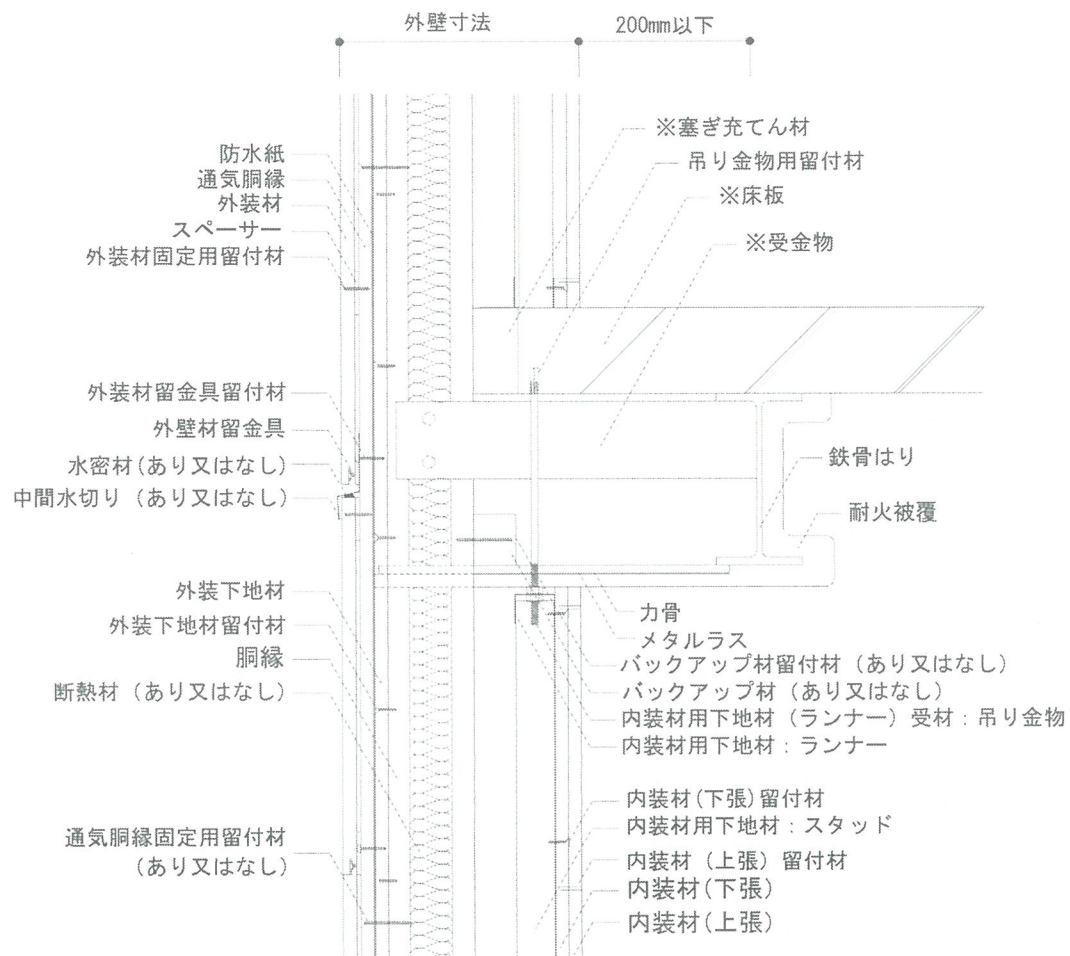 外壁寸法
200mm以下
※塞ぎ充てん材
吊り金物用留付材
※床板
※受金物
防水紙
通気胴縁
外装材
スペーサー
外装材固定用留付材
外装材留金具留付材
外壁材留金具
水密材(あり又はなし)
中間水切り（あり又はなし）
鉄骨はり
耐火被覆
外装下地材
外装下地材留付材
胴縁
断熱材（あり又はなし）
力骨
メタルラス
バックアップ材留付材（あり又はなし）
バックアップ材（あり又はなし）
内装材用下地材（ランナー）受材：吊り金物
内装材用下地材：ランナー
通気胴縁固定用留付材
（あり又はなし）
内装材(下張)留付材
内装材用下地材：スタッド
内装材（上張）留付材
内装材(下張)
内装材(上張)